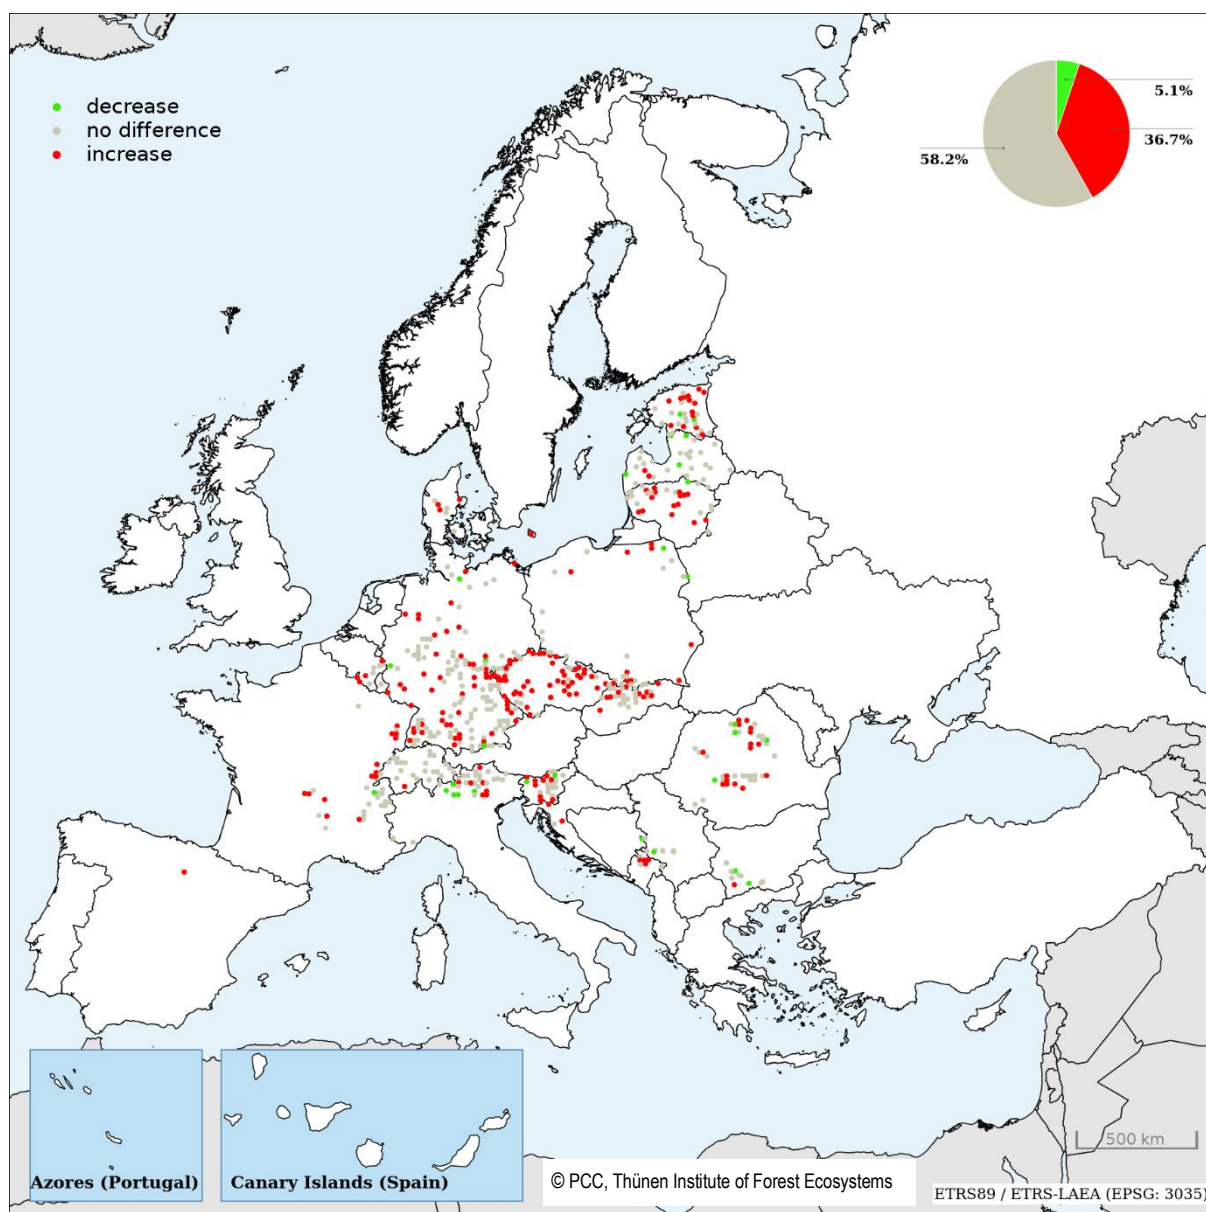 decrease
no difference
increase
5.1%
36.7%
58.2%
500 km
Azores (Portugal)
Canary Islands (Spain)
© PCC, Thünen Institute of Forest Ecosystems
ETRS89 / ETRS-LAEA (EPSG: 3035)